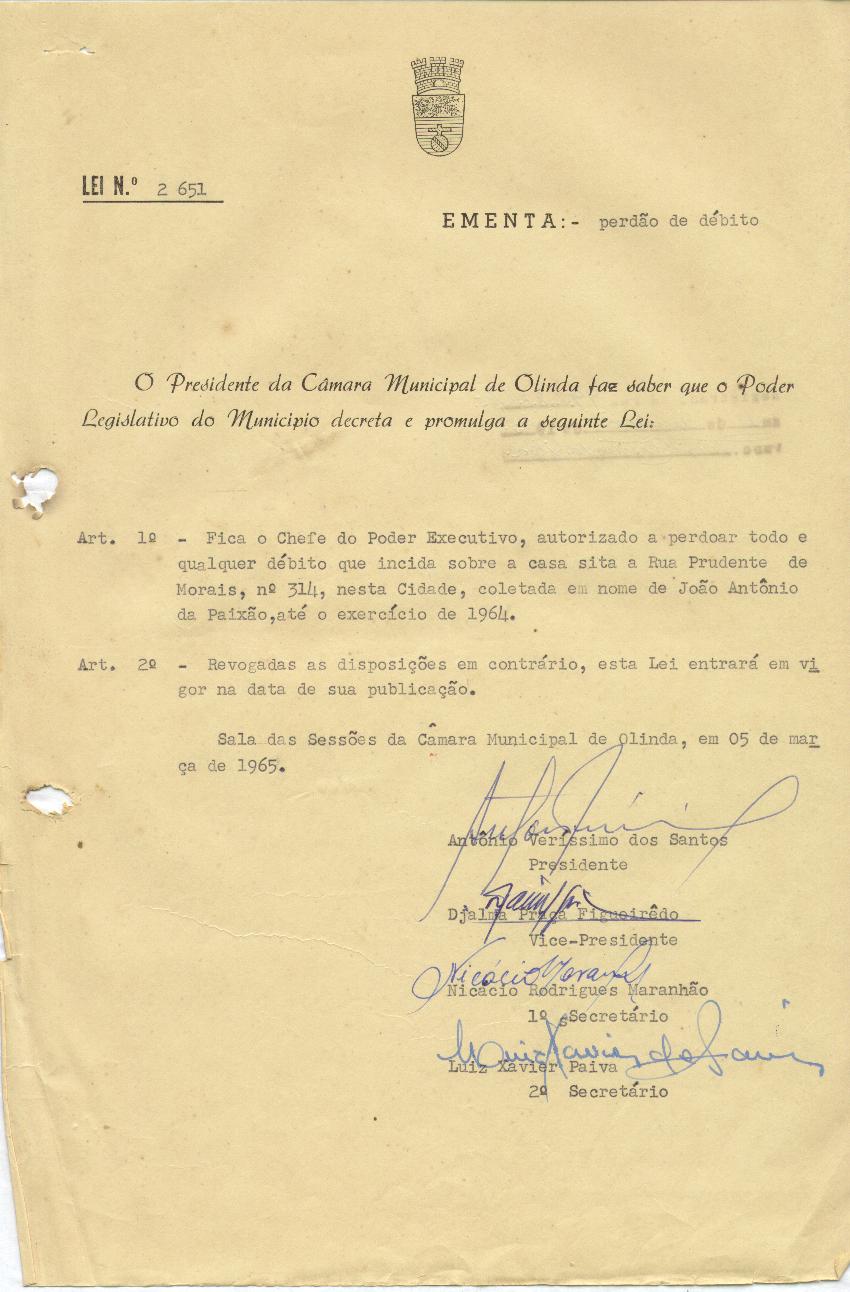 LEI N.º 2 651
EMENTA:- perdão de débito
O Presidente da Câmara Municipal de Olinda faz saber que o Poder
Legislativo do Municipio decreta e promulga a seguinte Lei:
Art. 1º - Fica o Chefe do Poder Executivo, autorizado a perdoar todo e
qualquer débito que incida sobre a casa sita a Rua Prudente de
Morais, nº 314, nesta Cidade, coletada em nome de João Antônio
da Paixão,até o exercício de 1964.
Art. 2º - Revogadas as disposições em contrário, esta Lei entrará em vi
gor na data de sua publicação.
Sala das Sessões da Câmara Municipal de Olinda, em 05 de mar
ça de 1965.
Antônio Veríssimo dos Santos
Presidente
Djalma Praça Figueirêdo
Vice-Presidente
Nicácio Rodrigues Maranhão
1º Secretário
Luiz Xavier Paiva
2º Secretário